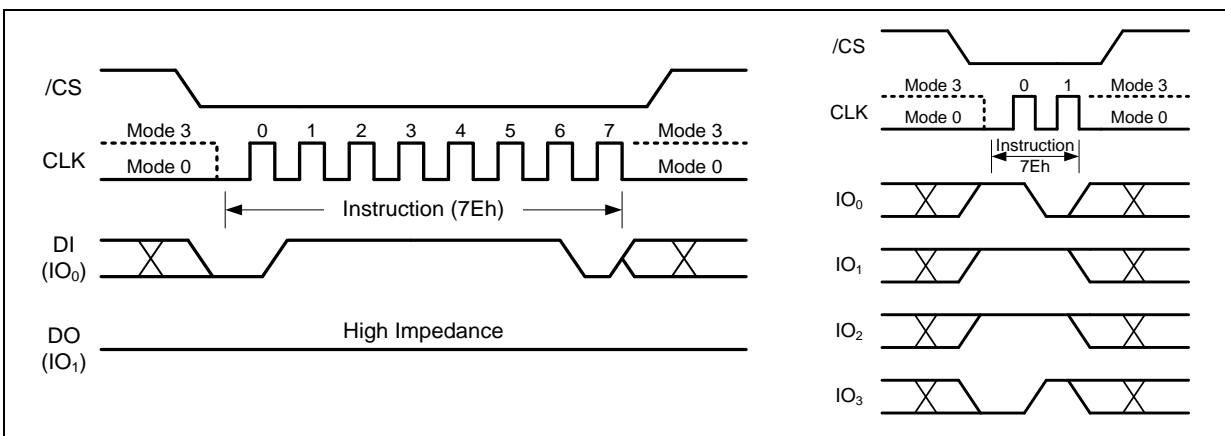 /CS
Mode 3 0 1 2 3 4 5 6 7 Mode 3
CLK
Mode 0 Mode 0
Instruction (7Eh)
DI
(IO₀)
High Impedance
DO
(IO₁)
/CS
Mode 3 0 1 Mode 3
CLK
Mode 0 Mode 0
Instruction
7Eh
IO₀
IO₁
IO₂
IO₃